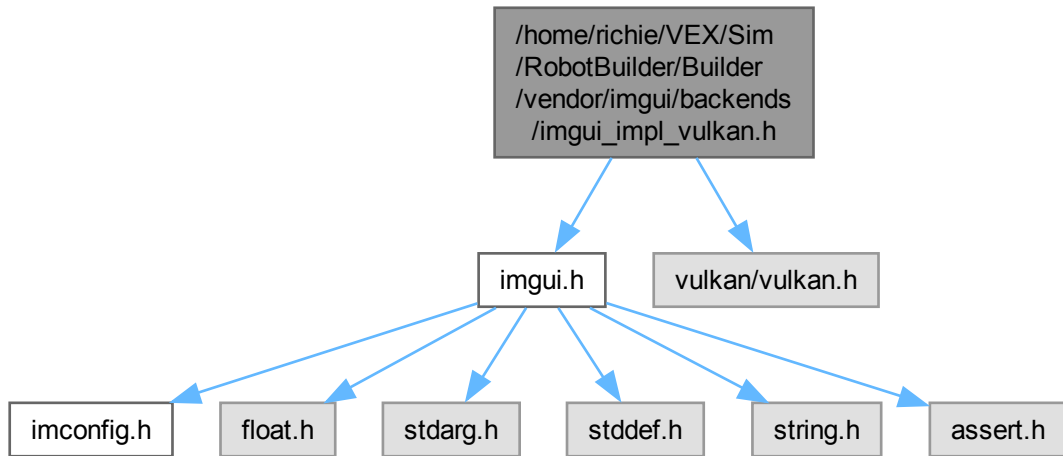 /home/richie/VEX/Sim
/RobotBuilder/Builder
/vendor/imgui/backends
/imgui_impl_vulkan.h
imgui.h
vulkan/vulkan.h
imconfig.h
float.h
stdarg.h
stddef.h
string.h
assert.h